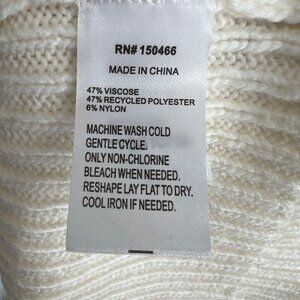 RN# 150466
MADE IN CHINA
47% VISCOSE
47% RECYCLED POLYESTER
6% NYLON
MACHINE WASH COLD
GENTLE CYCLE.
ONLY NON-CHLORINE
BLEACH WHEN NEEDED.
RESHAPE LAY FLAT TO DRY.
COOL IRON IF NEEDED.